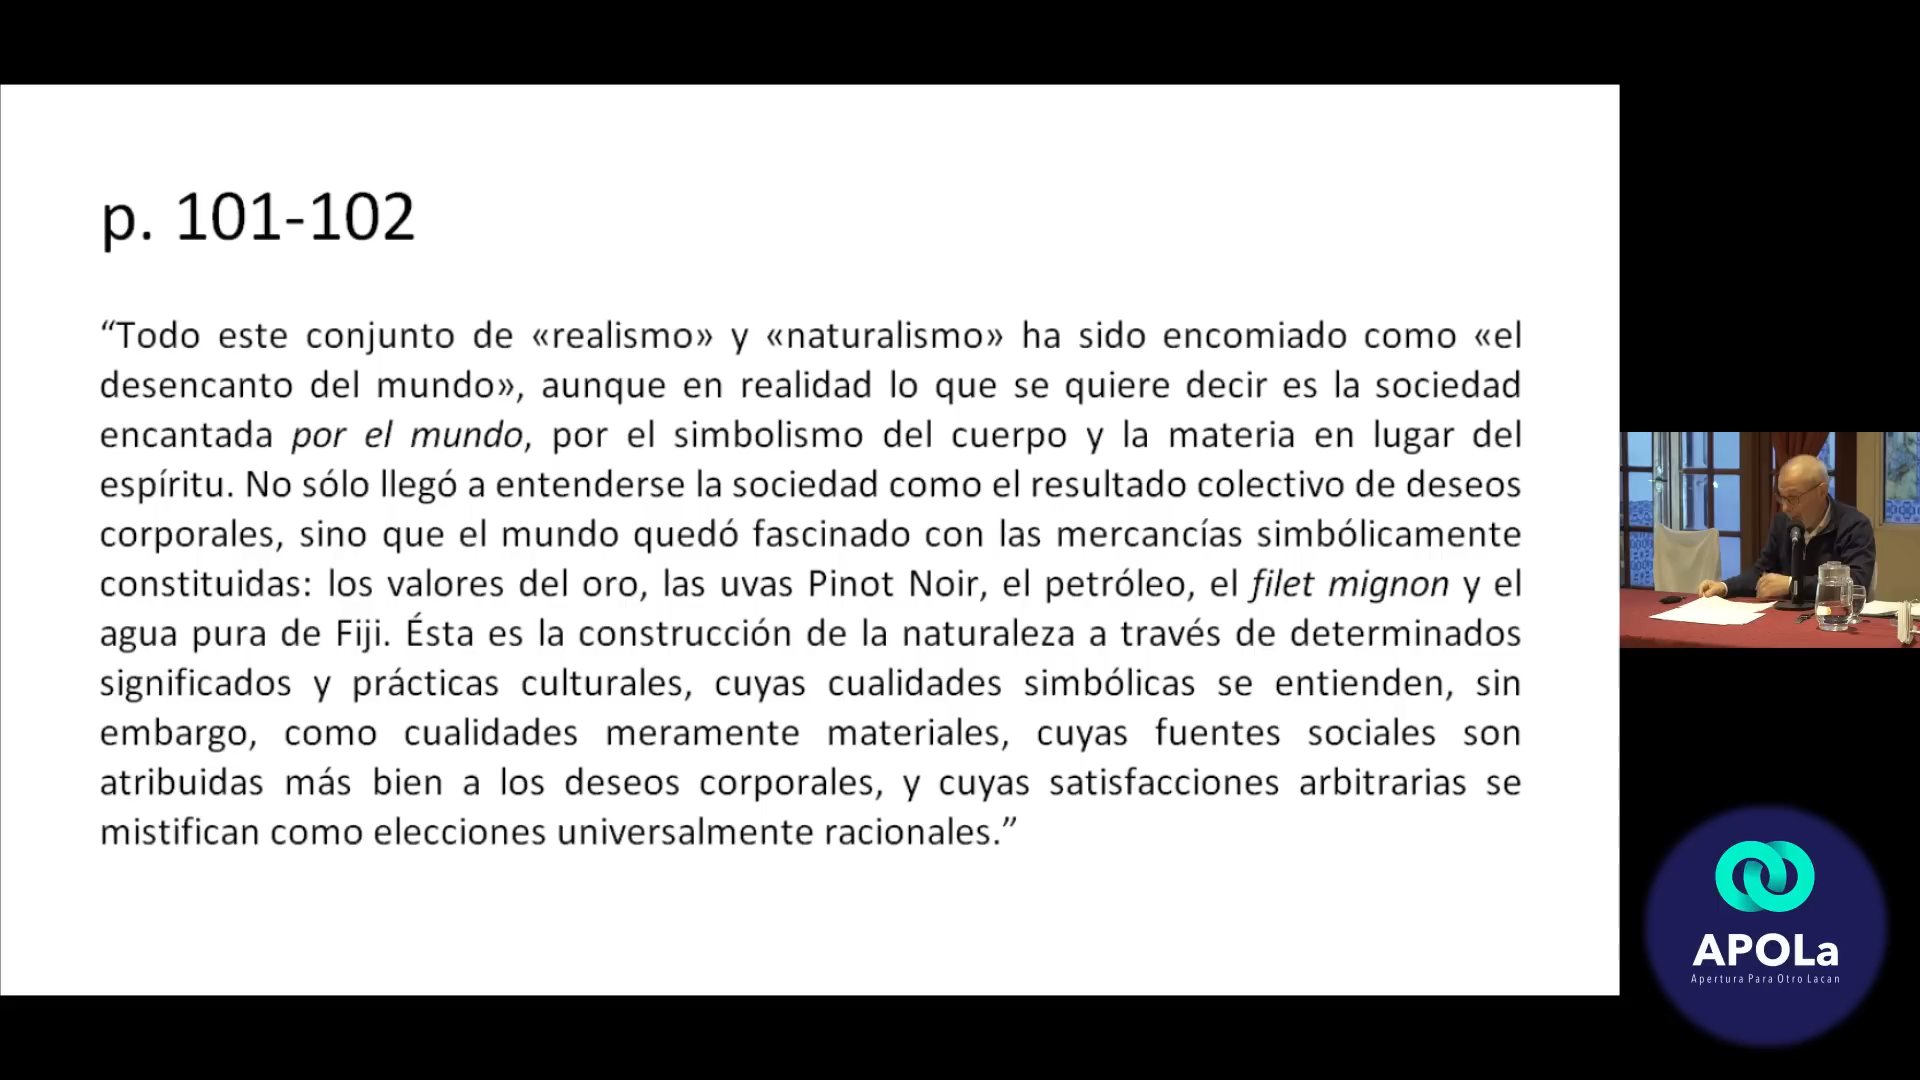 p. 101-102
“Todo este conjunto de «realismo» y «naturalismo» ha sido encomiado como «el
desencanto del mundo», aunque en realidad lo que se quiere decir es la sociedad
encantada por el mundo, por el simbolismo del cuerpo y la materia en lugar del
espíritu. No sólo llegó a entenderse la sociedad como el resultado colectivo de deseos
corporales, sino que el mundo quedó fascinado con las mercancías simbólicamente
constituidas: los valores del oro, las uvas Pinot Noir, el petróleo, el filet mignon y el
agua pura de Fiji. Ésta es la construcción de la naturaleza a través de determinados
significados y prácticas culturales, cuyas cualidades simbólicas se entienden, sin
embargo, como cualidades meramente materiales, cuyas fuentes sociales son
atribuidas más bien a los deseos corporales, y cuyas satisfacciones arbitrarias se
mistifican como elecciones universalmente racionales.”
APOLa
Apertura Para Otro Lacan